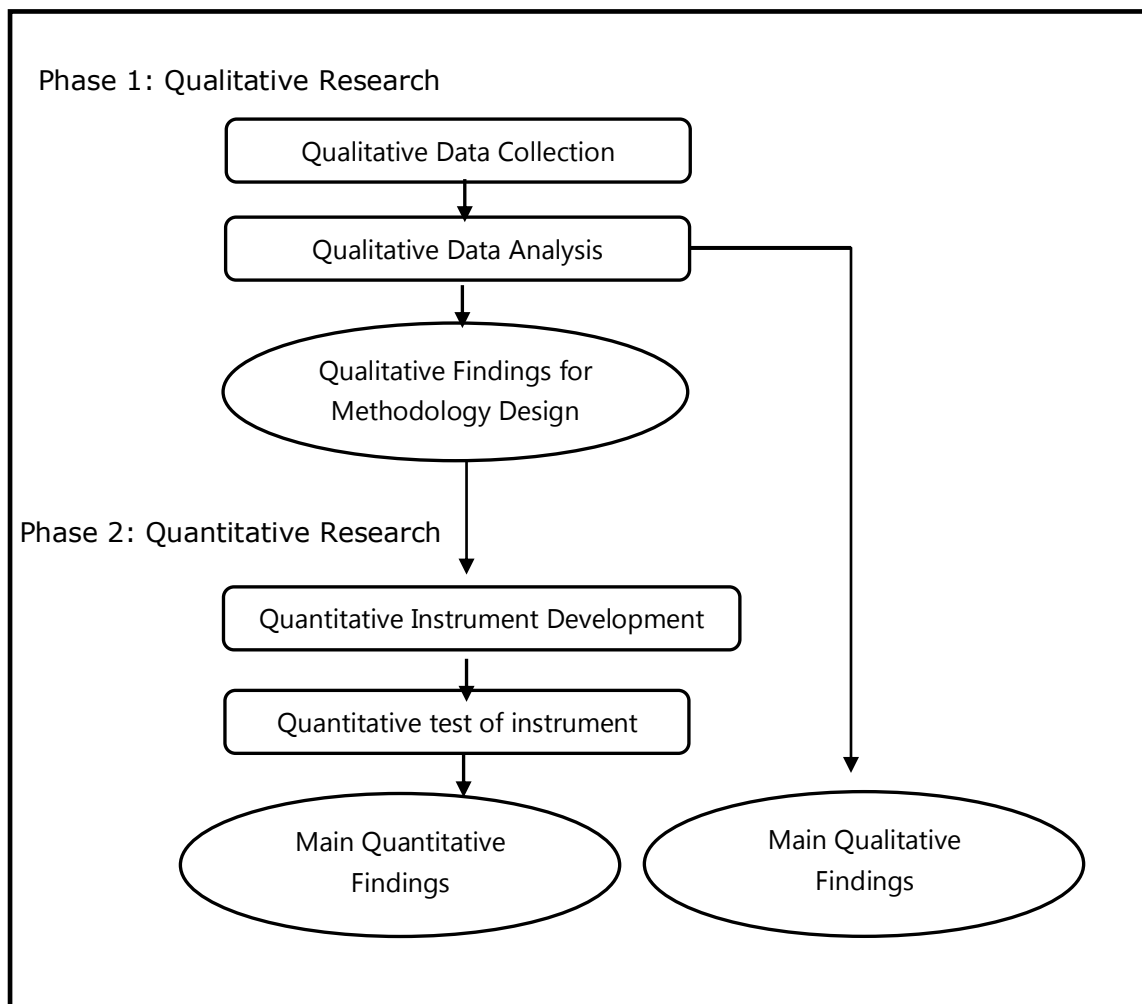 Phase 1: Qualitative Research
Qualitative Data Collection
Qualitative Data Analysis
Qualitative Findings for
Methodology Design
Phase 2: Quantitative Research
Quantitative Instrument Development
Quantitative test of instrument
Main Quantitative
Findings
Main Qualitative
Findings